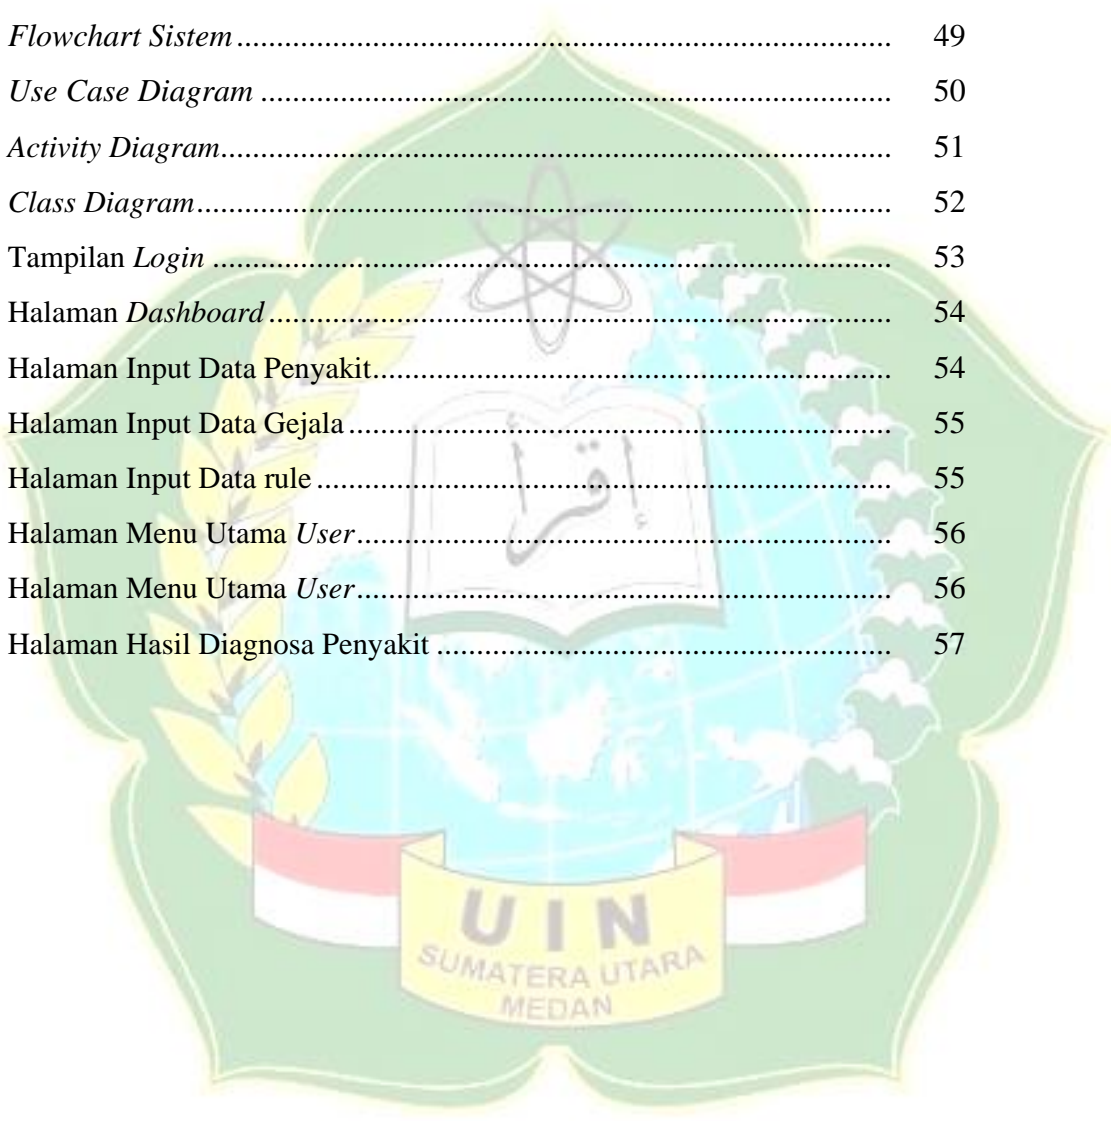 Flowchart Sistem ........................................................................................... 49
Use Case Diagram ........................................................................................ 50
Activity Diagram.............................................................................................. 51
Class Diagram................................................................................................. 52
Tampilan Login ............................................................................................... 53
Halaman Dashboard ....................................................................................... 54
Halaman Input Data Penyakit.......................................................................... 54
Halaman Input Data Gejala ............................................................................. 55
Halaman Input Data rule .................................................................................. 55
Halaman Menu Utama User............................................................................ 56
Halaman Menu Utama User............................................................................ 56
Halaman Hasil Diagnosa Penyakit .................................................................. 57
إقرأ
UIN
SUMATERA UTARA
MEDAN